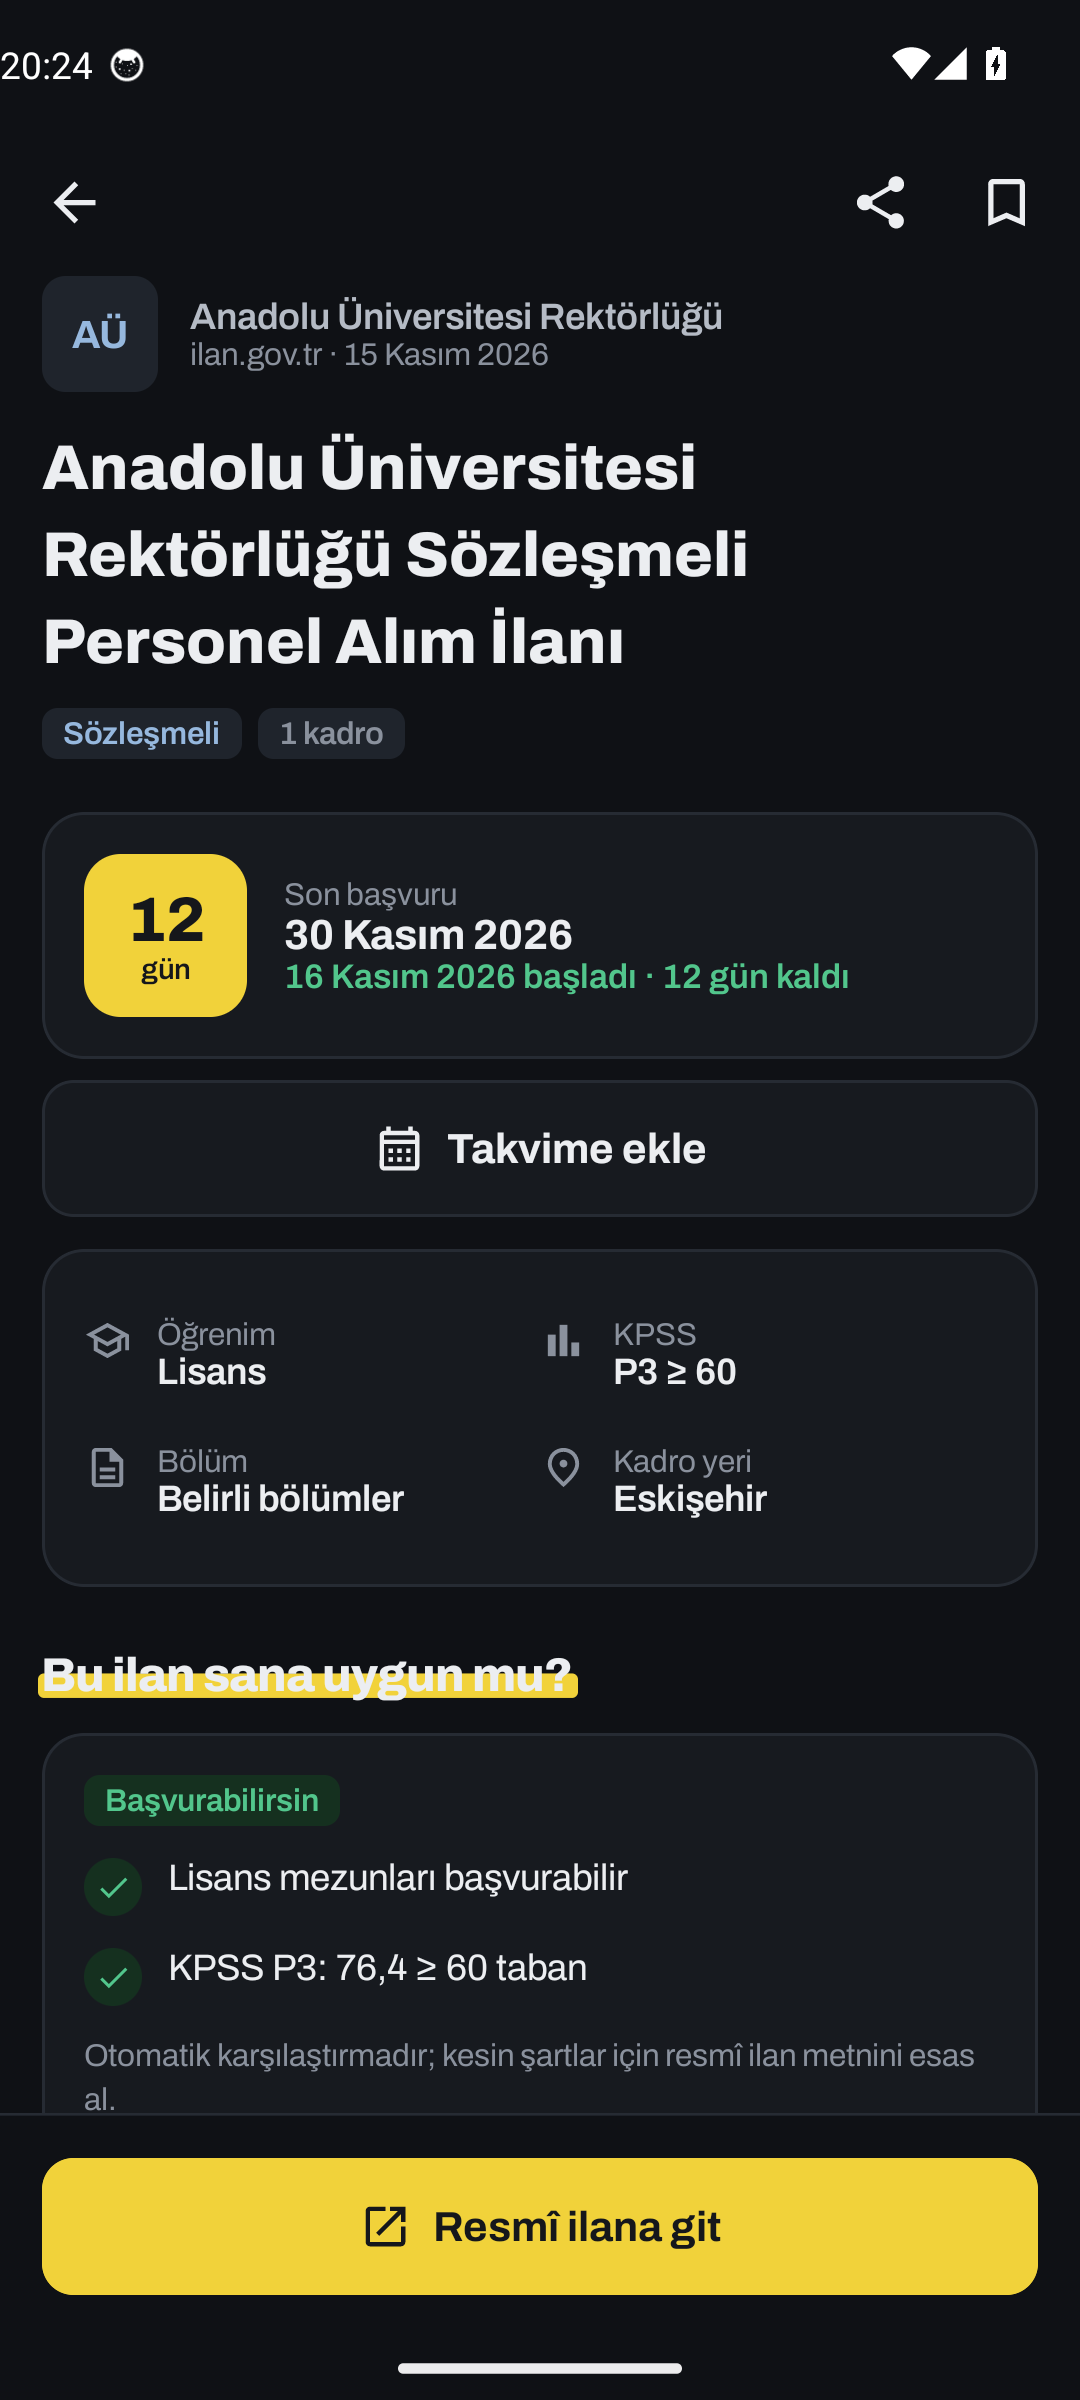 20:24
AÜ
Anadolu Üniversitesi Rektörlüğü
ilan.gov.tr · 15 Kasım 2026
Anadolu Üniversitesi
Rektörlüğü Sözleşmeli
Personel Alım İlanı
Sözleşmeli
1 kadro
12
gün
Son başvuru
30 Kasım 2026
16 Kasım 2026 başladı · 12 gün kaldı
Takvime ekle
Öğrenim
Lisans
KPSS
P3 ≥ 60
Bölüm
Belirli bölümler
Kadro yeri
Eskişehir
Bu ilan sana uygun mu?
Başvurabilirsin
Lisans mezunları başvurabilir
KPSS P3: 76,4 ≥ 60 taban
Otomatik karşılaştırmadır; kesin şartlar için resmî ilan metnini esas
al.
Resmî ilana git